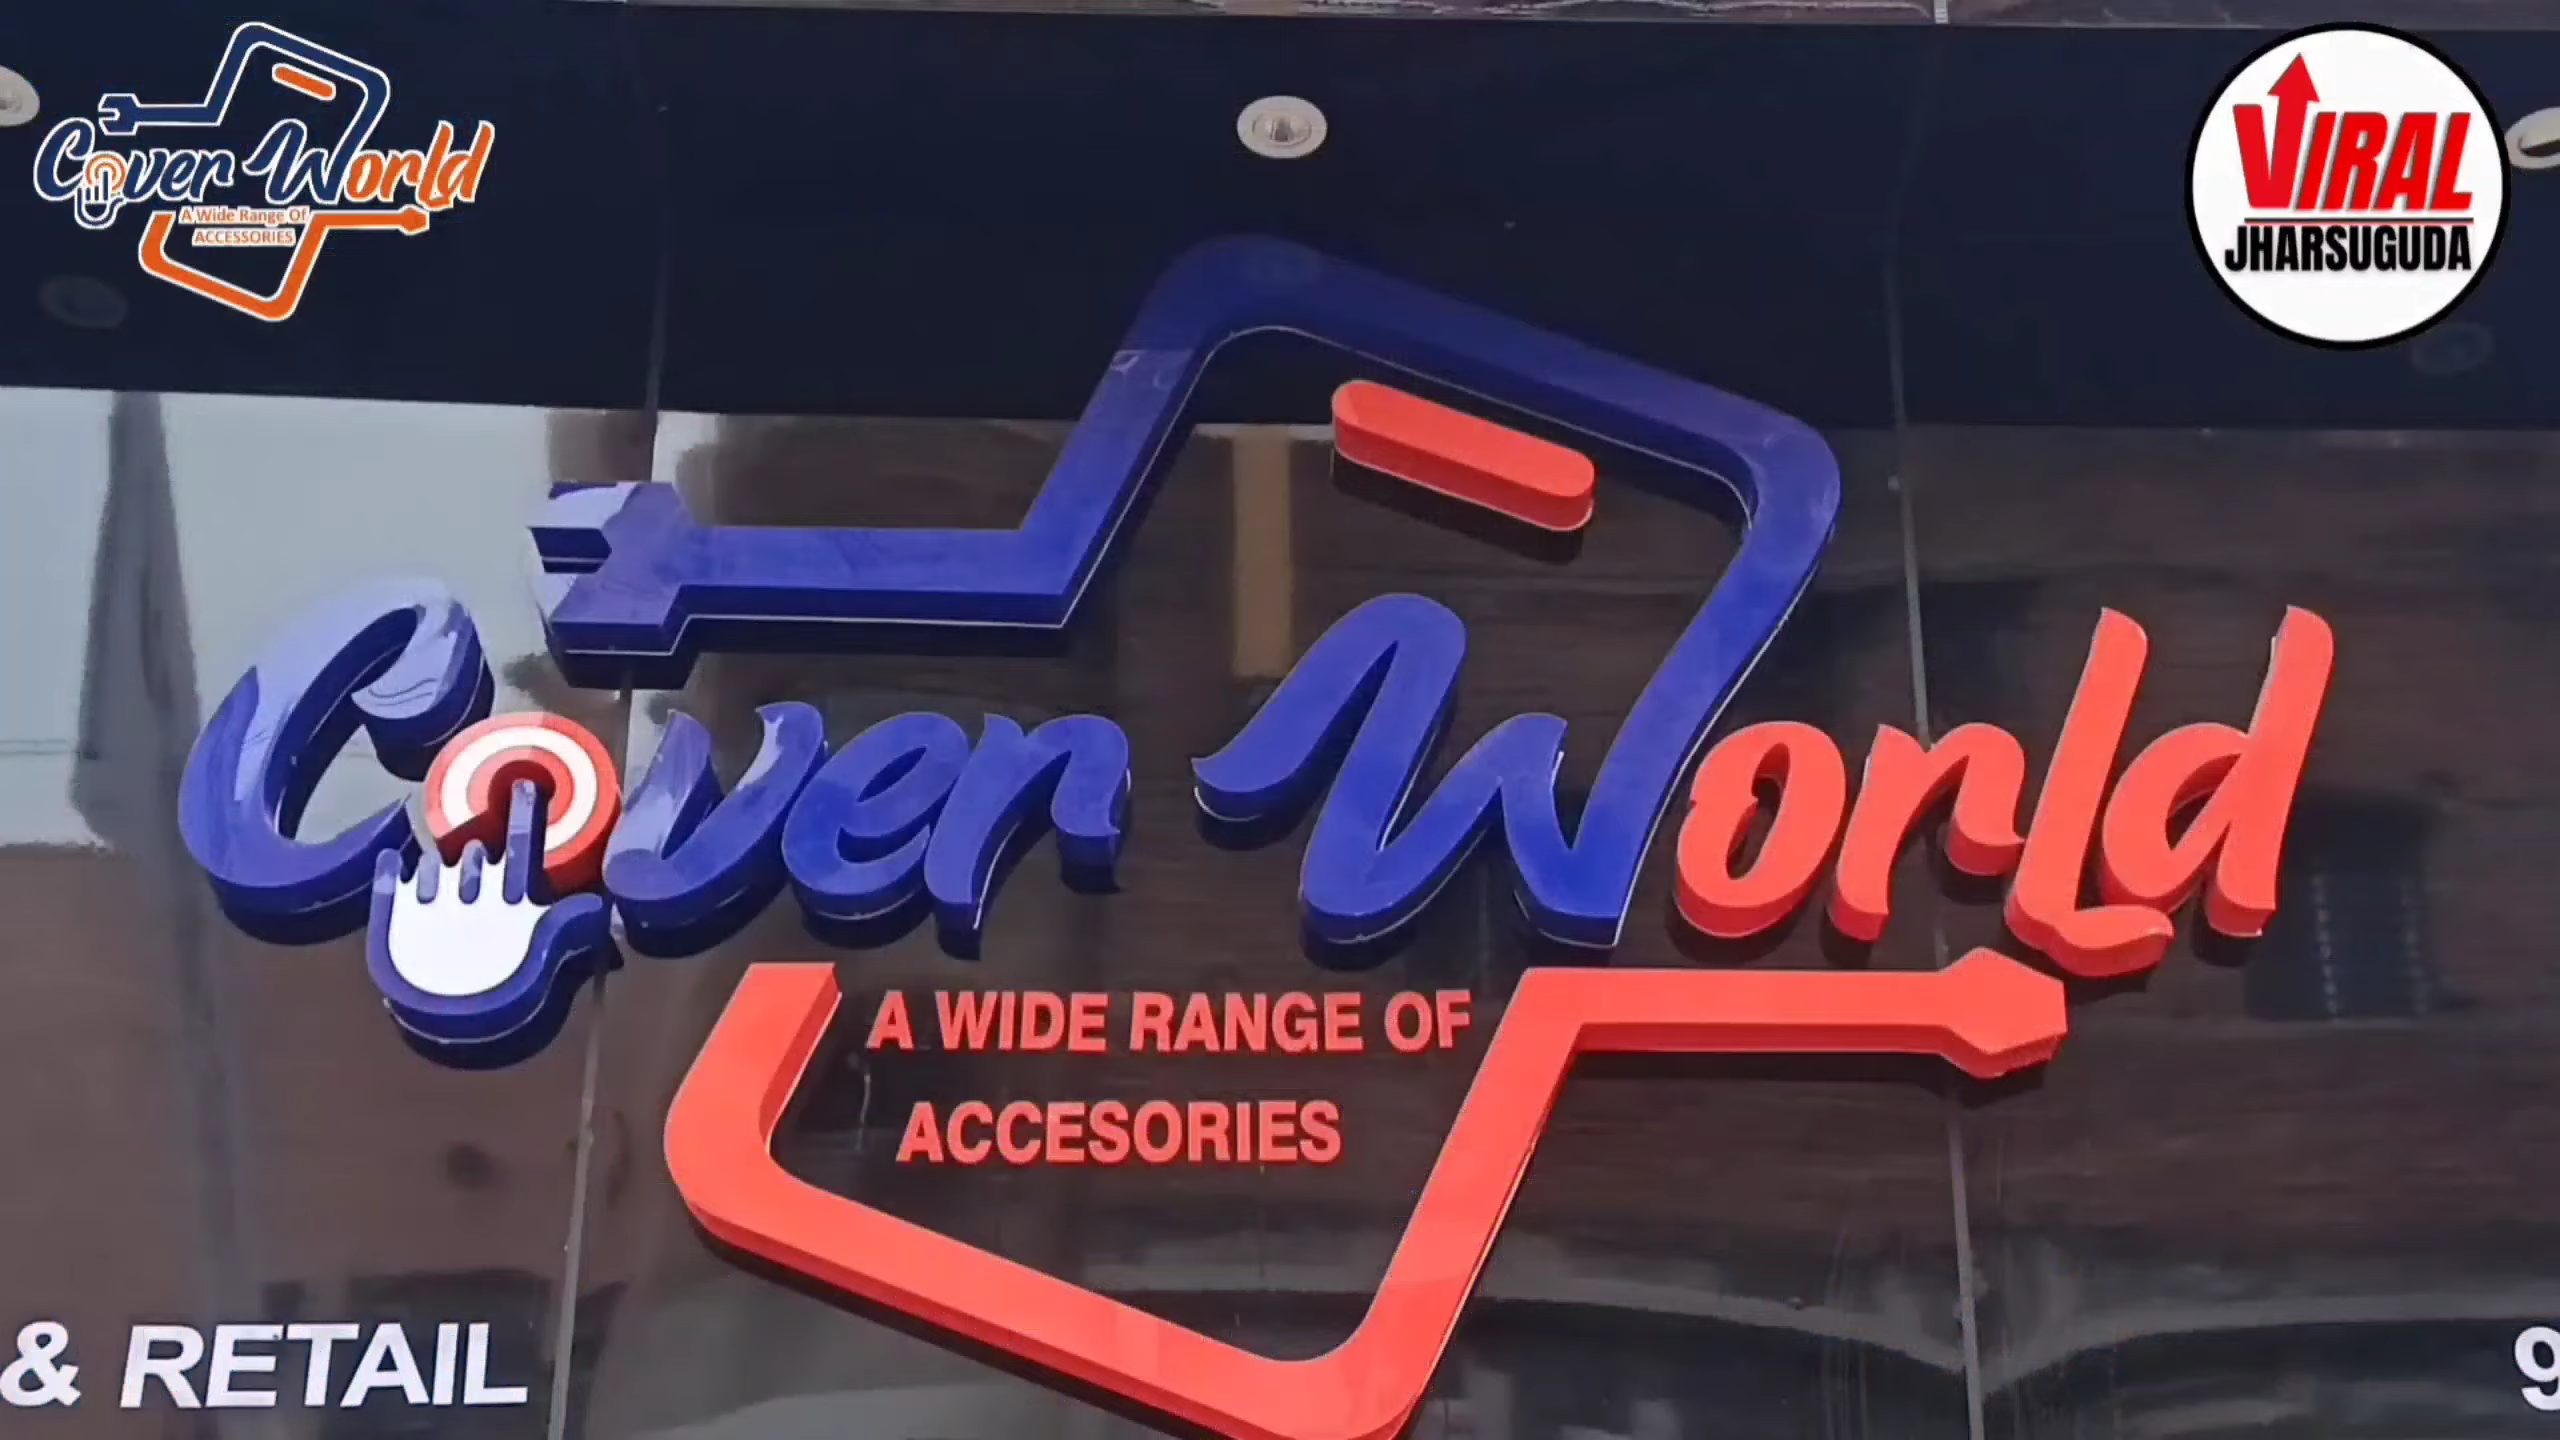 Cover World
A Wide Range Of
ACCESSORIES
VIRAL
JHARSUGUDA
Cover World
A WIDE RANGE OF
ACCESORIES
& RETAIL
9